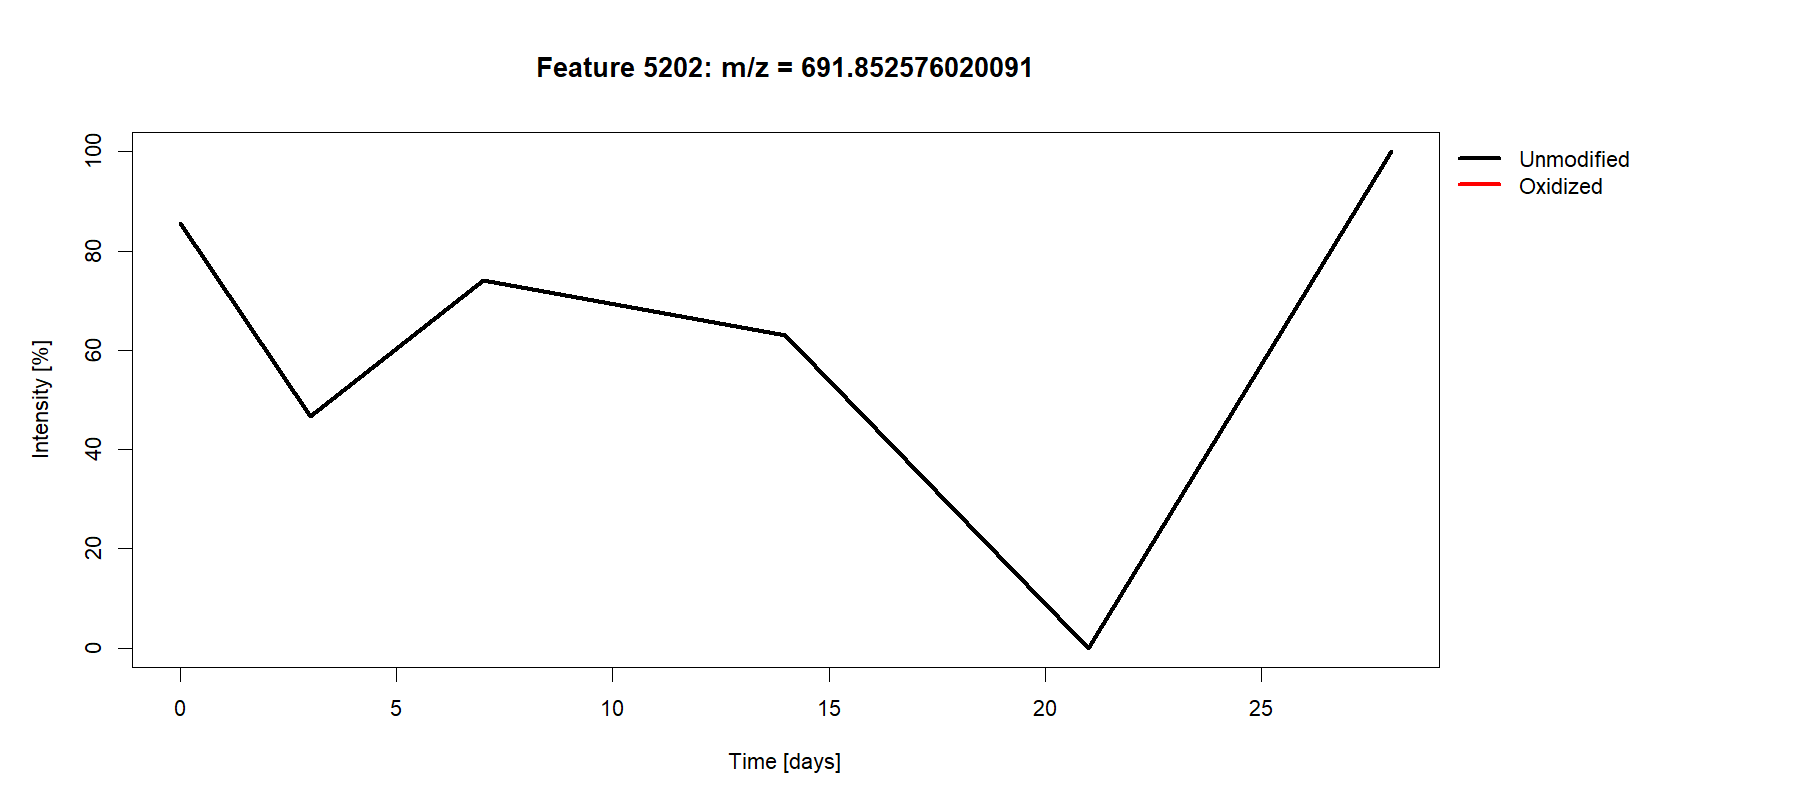 Feature 5202: m/z = 691.852576020091
Unmodified
Oxidized
Intensity [%]
100
80
60
40
20
0
0 5 10 15 20 25
Time [days]